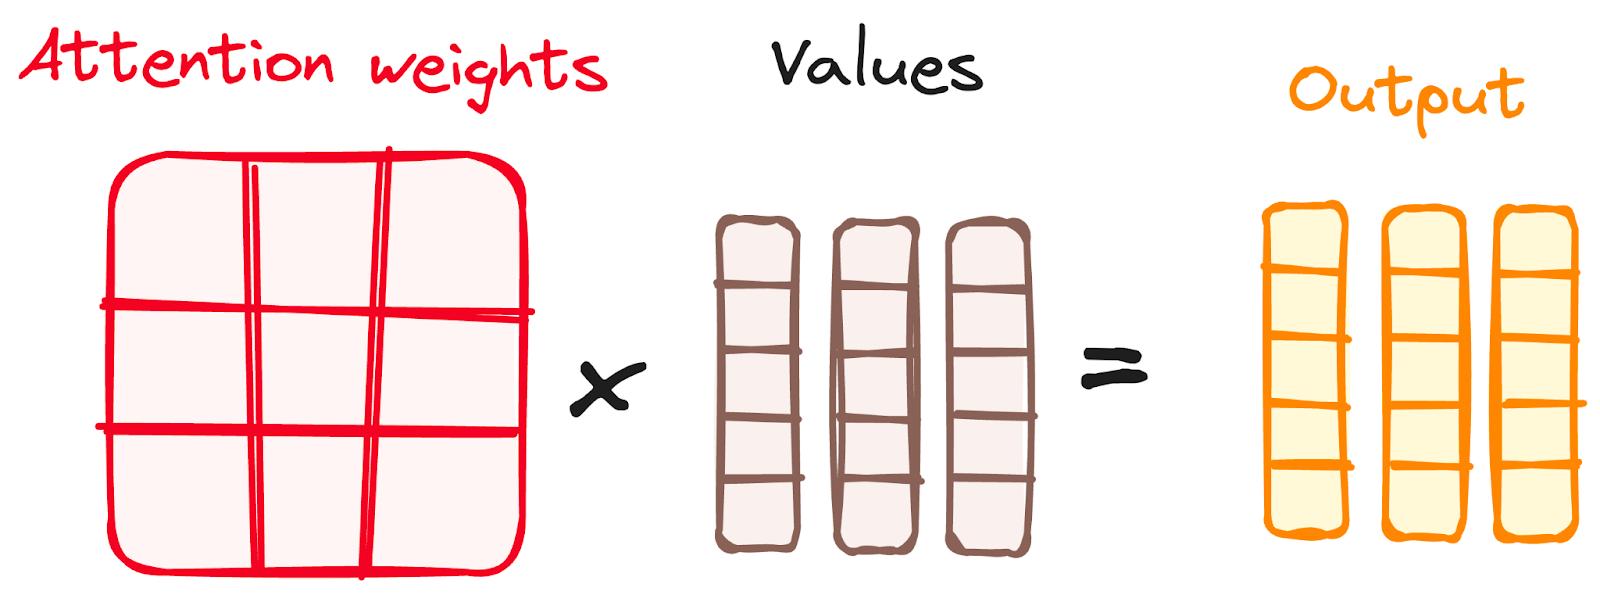 Attention weights
Values
Output
×
=